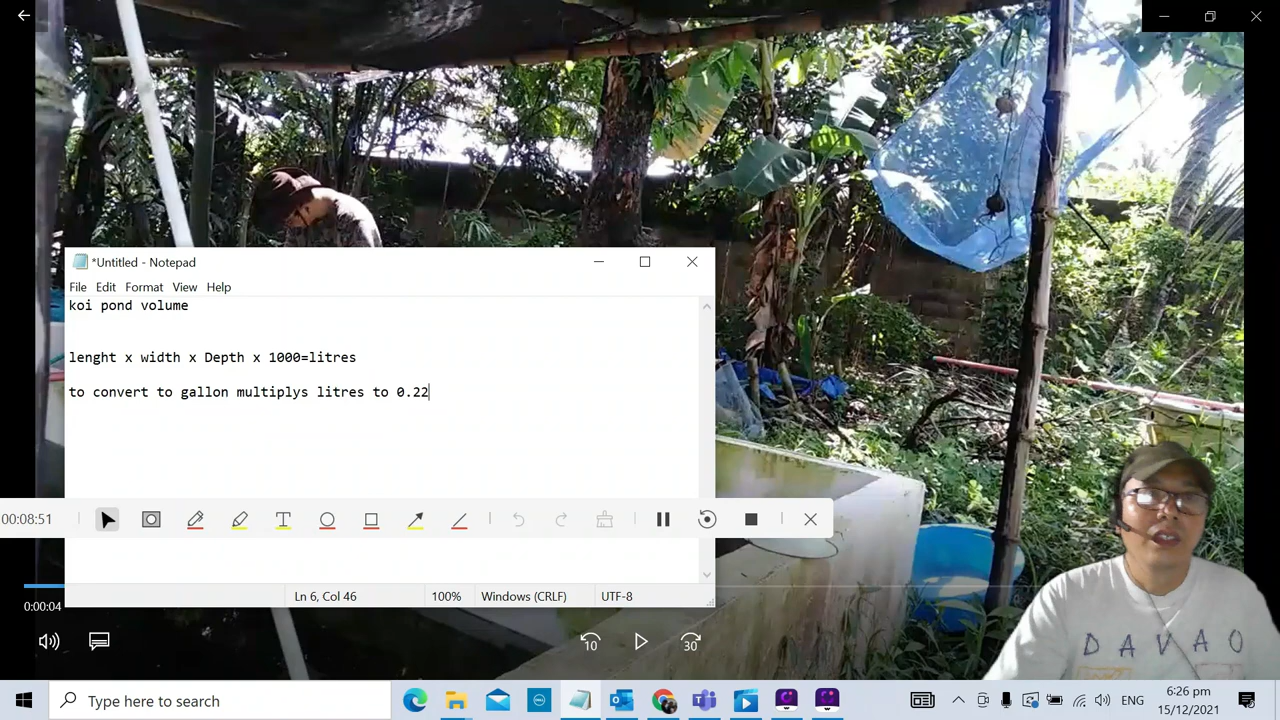 *Untitled - Notepad
File Edit Format View Help
koi pond volume
lenght x width x Depth x 1000=litres
to convert to gallon multiplys litres to 0.22
00:08:51
T
Ln 6, Col 46
100%
Windows (CRLF)
UTF-8
0:00:04
10
30
DAVAO
Type here to search
ENG
6:26 pm
15/12/2021